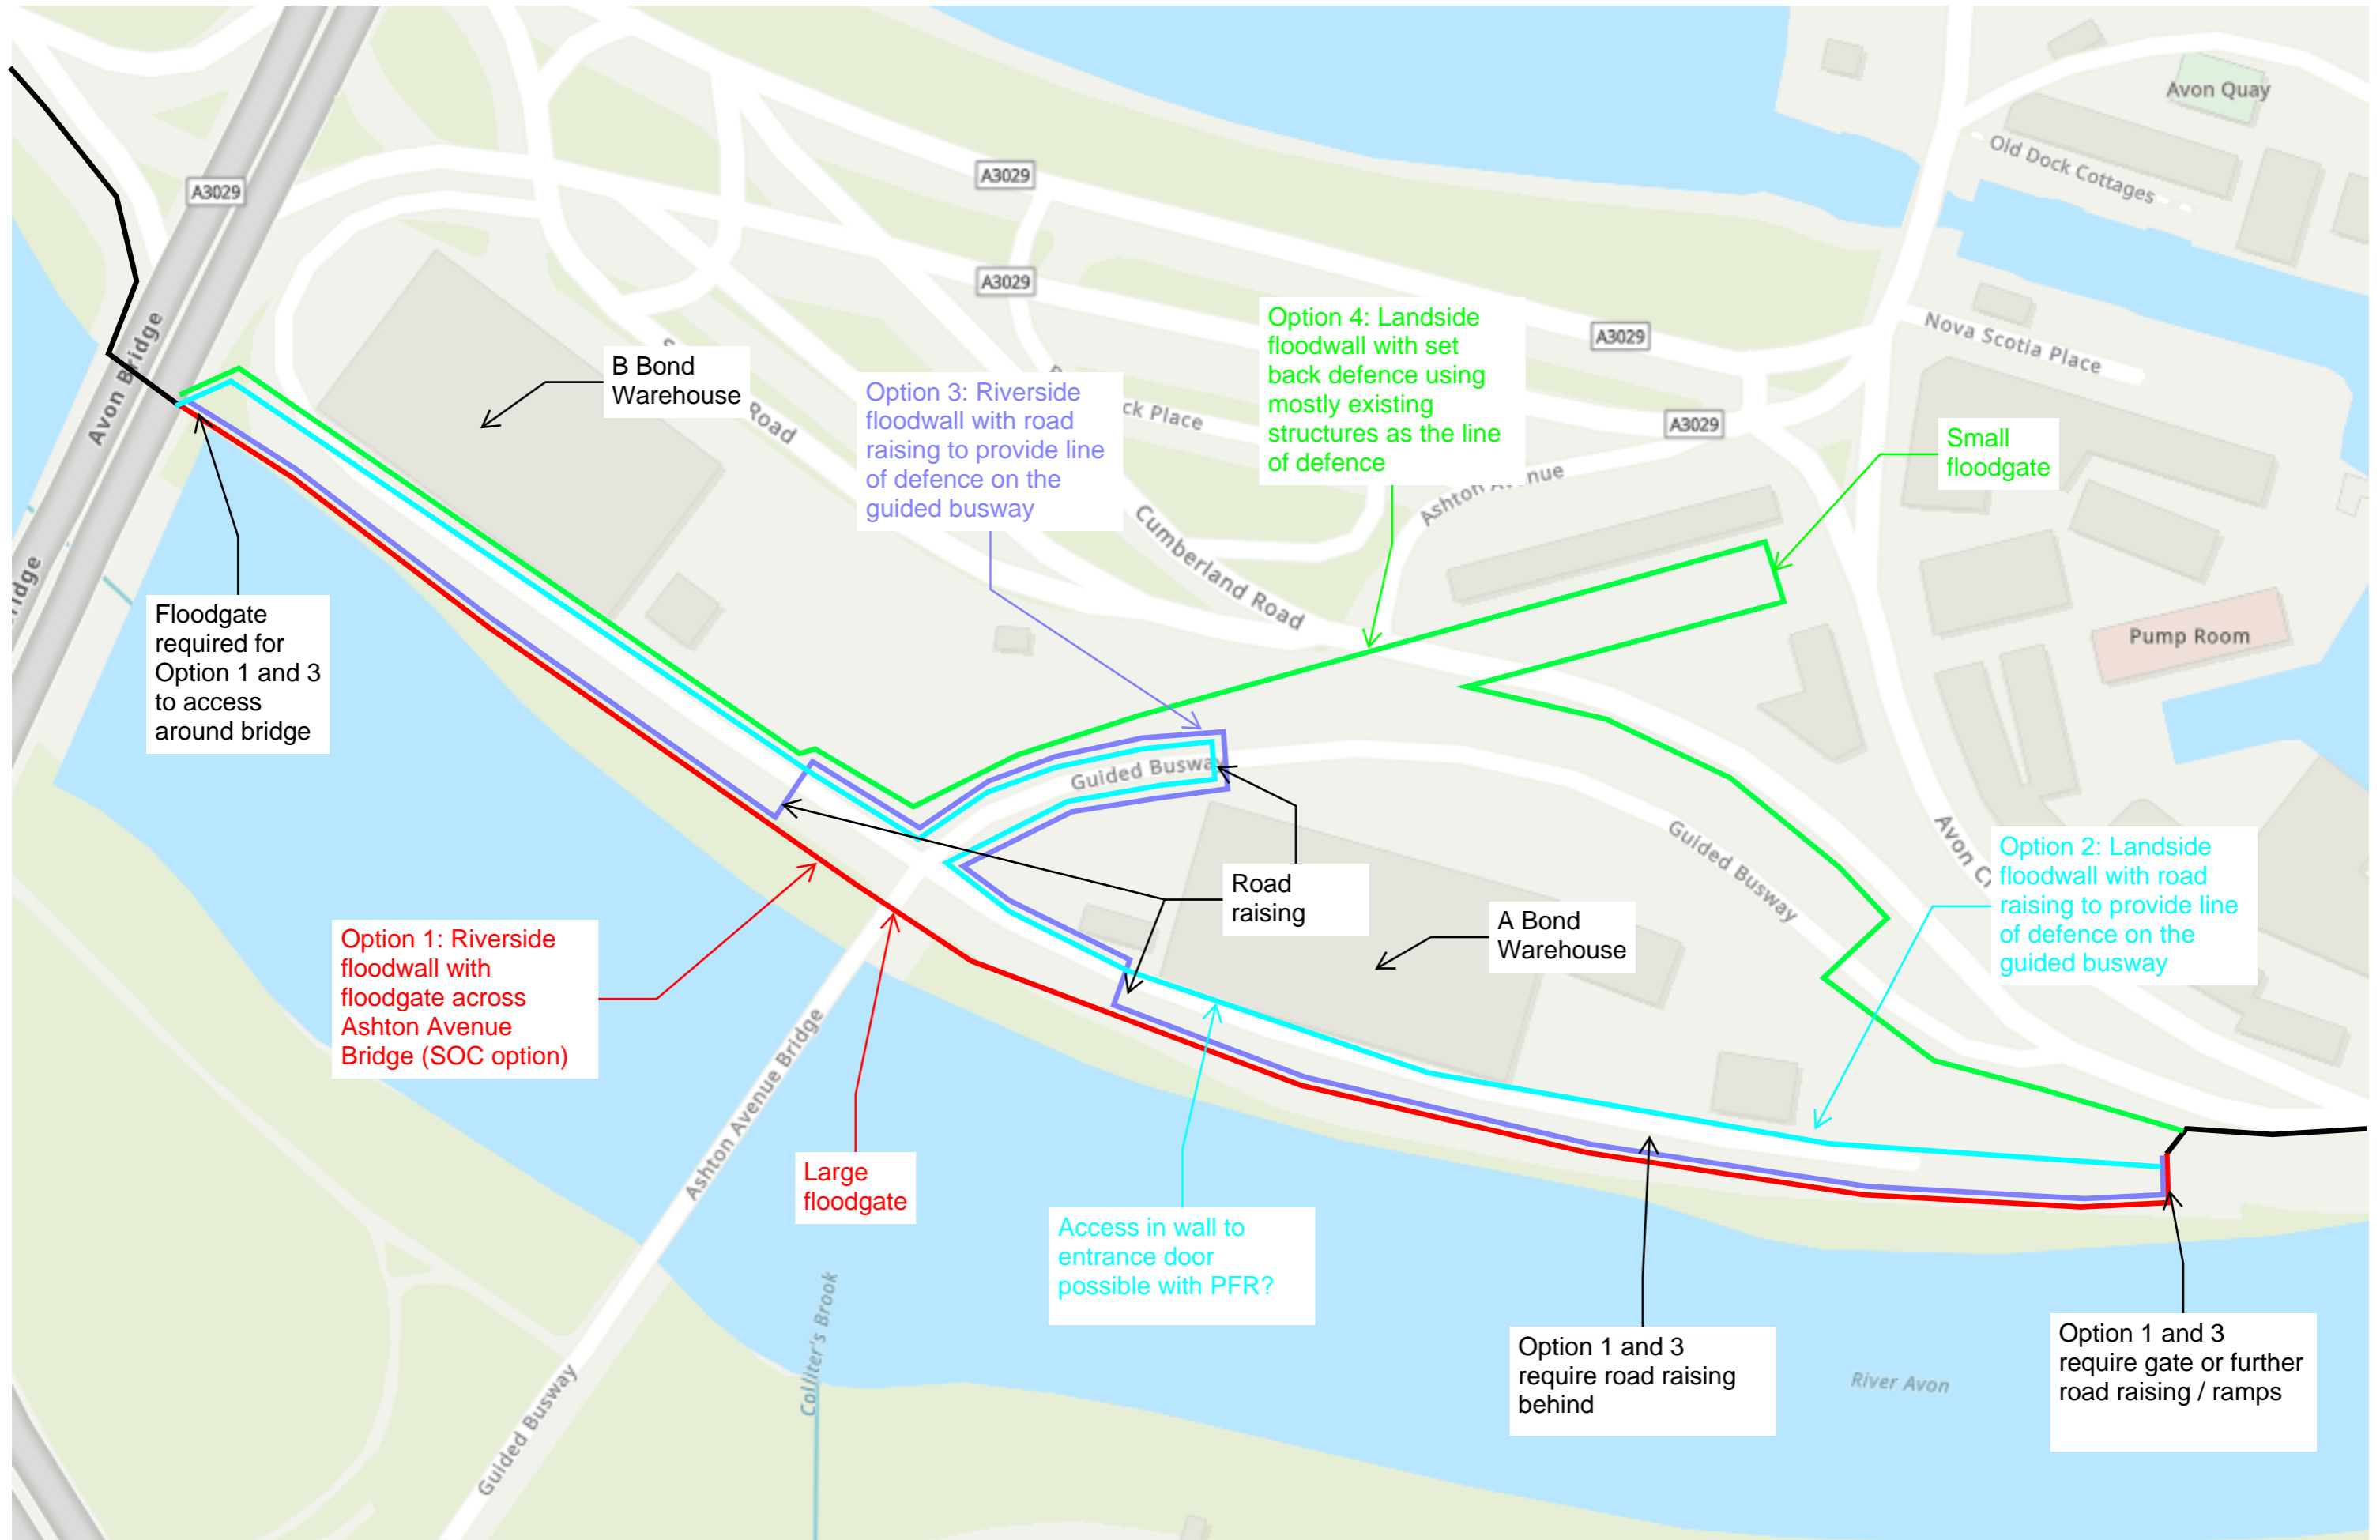 Avon Quay
Old Dock Cottages
A3029
A3029
A3029
A3029
A3029
Nova Scotia Place
Avon Bridge
B Bond
Warehouse
Road
Option 3: Riverside
floodwall with road
raising to provide line
of defence on the
guided busway
Place
Option 4: Landside
floodwall with set
back defence using
mostly existing
structures as the line
of defence
Ashton Avenue
Small
floodgate
Cumberland Road
Floodgate
required for
Option 1 and 3
to access
around bridge
Pump Room
Guided Busway
Guided Busway
Avon
Option 2: Landside
floodwall with road
raising to provide line
of defence on the
guided busway
Road
raising
A Bond
Warehouse
Option 1: Riverside
floodwall with
floodgate across
Ashton Avenue
Bridge (SOC option)
Ashton Avenue Bridge
Large
floodgate
Access in wall to
entrance door
possible with PFR?
Colliter's Brook
Guided Busway
Option 1 and 3
require road raising
behind
River Avon
Option 1 and 3
require gate or further
road raising / ramps